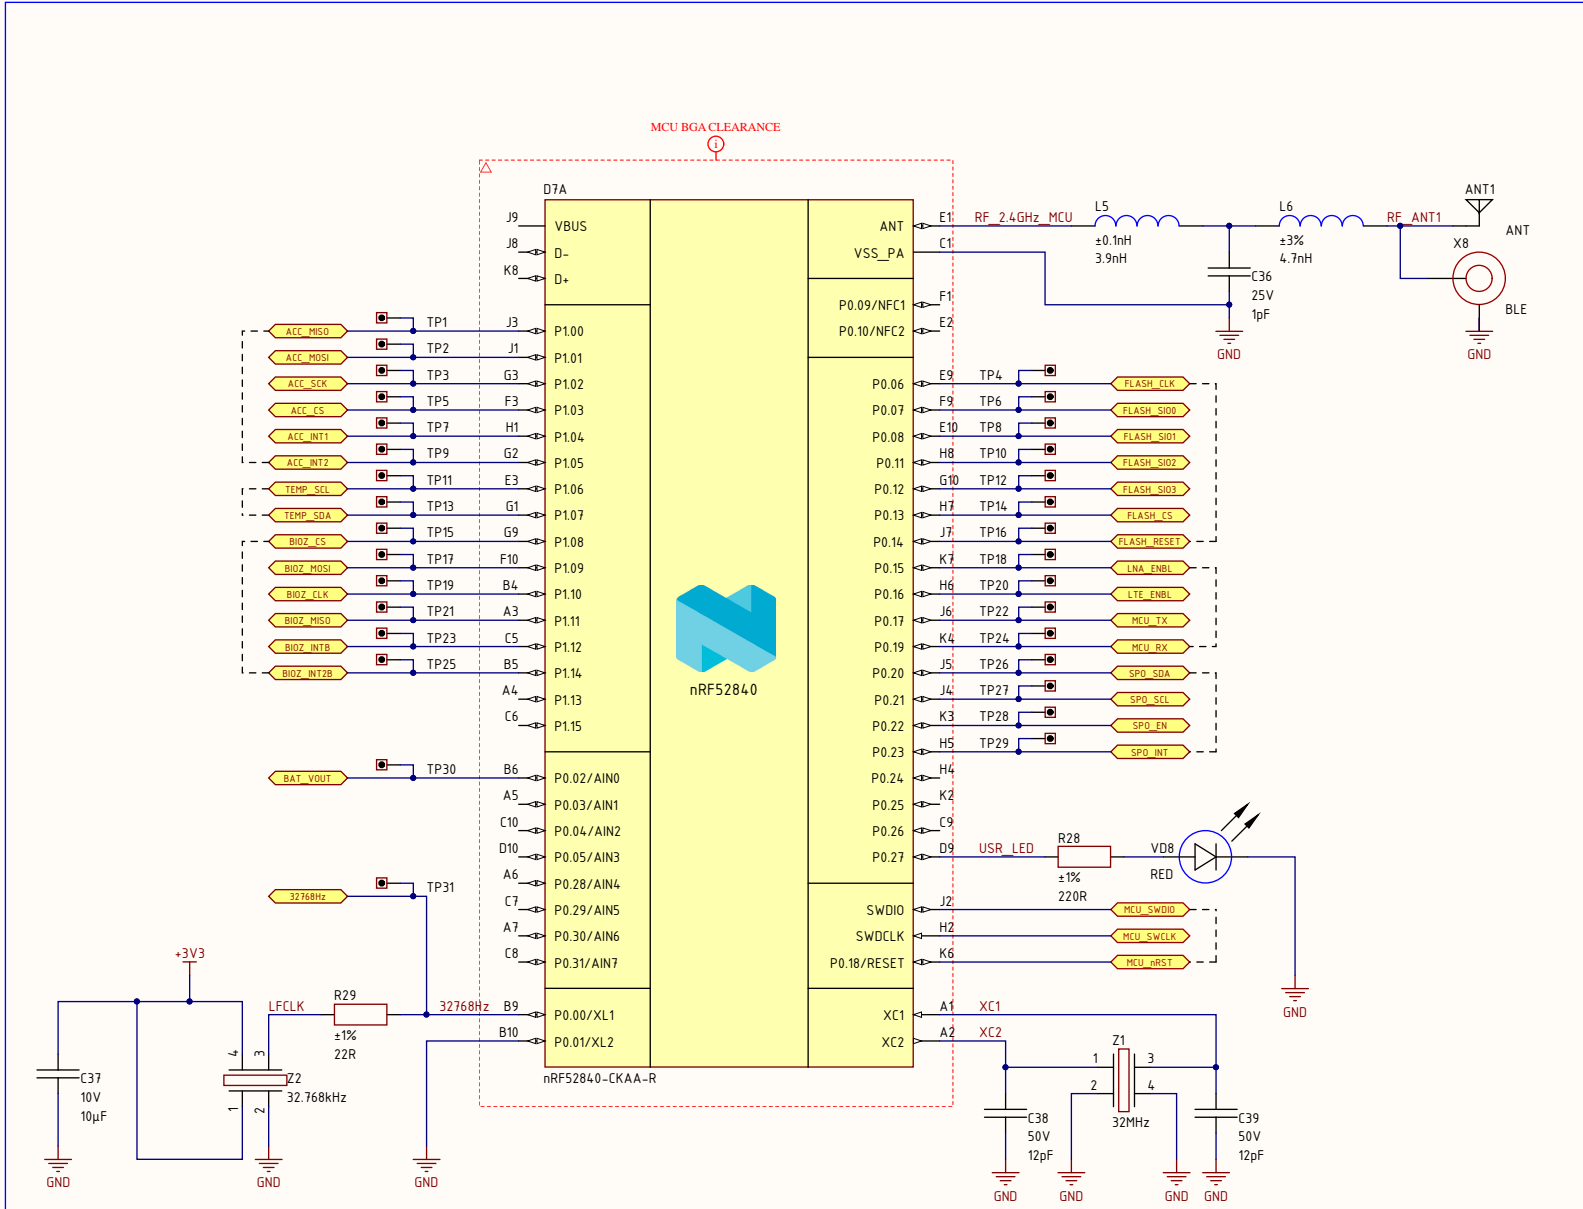 MCU BGA CLEARANCE
i
D7A
J9 VBUS
J8 D-
K8 D+
ANT E1 RF_2.4GHz_MCU
VSS_PA C1
P0.09/NFC1 F1
P0.10/NFC2 E2
L5
±0.1nH
3.9nH
L6
±3%
4.7nH
C36
25V
1pF
GND
RF_ANT1
ANT1
ANT
X8
BLE
GND
ACC_MISO TP1 J3 P1.00
ACC_MOSI TP2 J1 P1.01
ACC_SCK TP3 G3 P1.02
ACC_CS TP5 F3 P1.03
ACC_INT1 TP7 H1 P1.04
ACC_INT2 TP9 G2 P1.05
TEMP_SCL TP11 E3 P1.06
TEMP_SDA TP13 G1 P1.07
BIOZ_CS TP15 G9 P1.08
BIOZ_MOSI TP17 F10 P1.09
BIOZ_CLK TP19 B4 P1.10
BIOZ_MISO TP21 A3 P1.11
BIOZ_INTB TP23 C5 P1.12
BIOZ_INT2B TP25 B5 P1.14
A4 P1.13
C6 P1.15
BAT_VOUT TP30 B6 P0.02/AIN0
A5 P0.03/AIN1
C10 P0.04/AIN2
D10 P0.05/AIN3
A6 P0.28/AIN4
C7 P0.29/AIN5
A7 P0.30/AIN6
C8 P0.31/AIN7
32768Hz TP31
32768Hz B9 P0.00/XL1
B10 P0.01/XL2
nRF52840
P0.06 E9 TP4 FLASH_CLK
P0.07 F9 TP6 FLASH_SIO0
P0.08 E10 TP8 FLASH_SIO1
P0.11 H8 TP10 FLASH_SIO2
P0.12 G10 TP12 FLASH_SIO3
P0.13 H7 TP14 FLASH_CS
P0.14 J7 TP16 FLASH_RESET
P0.15 K7 TP18 LNA_ENBL
P0.16 H6 TP20 LTE_ENBL
P0.17 J6 TP22 MCU_TX
P0.19 K4 TP24 MCU_RX
P0.20 J5 TP26 SPO_SDA
P0.21 J4 TP27 SPO_SCL
P0.22 K3 TP28 SPO_EN
P0.23 H5 TP29 SPO_INT
P0.24 H4
P0.25 K2
P0.26 C9
P0.27 D9 USR_LED
R28
±1%
220R
VD8
RED
GND
SWDIO J2 MCU_SWDIO
SWDCLK H2 MCU_SWCLK
P0.18/RESET K6 MCU_nRST
XC1 A1 XC1
XC2 A2 XC2
nRF52840-CKAA-R
+3V3
LFCLK
R29
±1%
22R
C37
10V
10µF
GND
4 3
1 2
Z2
32.768kHz
GND
GND
Z1
1 3
2 4
32MHz
C38
50V
12pF
GND
GND
GND
C39
50V
12pF
GND